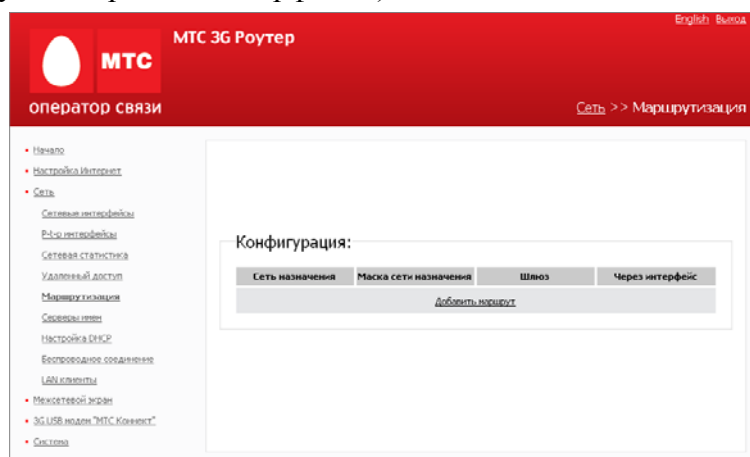 English Выход
МТС 3G Роутер
МТС
оператор связи
Сеть >> Маршрутизация
Начало
Настройка Интернет
Сеть
Сетевые интерфейсы
P-t-p интерфейсы
Сетевая статистика
Удаленный доступ
Маршрутизация
Серверы имен
Настройка DHCP
Беспроводное соединение
LAN клиенты
Межсетевой экран
3G USB модем "МТС Коннект"
Система
Конфигурация:
Сеть назначения Маска сети назначения Шлюз Через интерфейс
Добавить маршрут